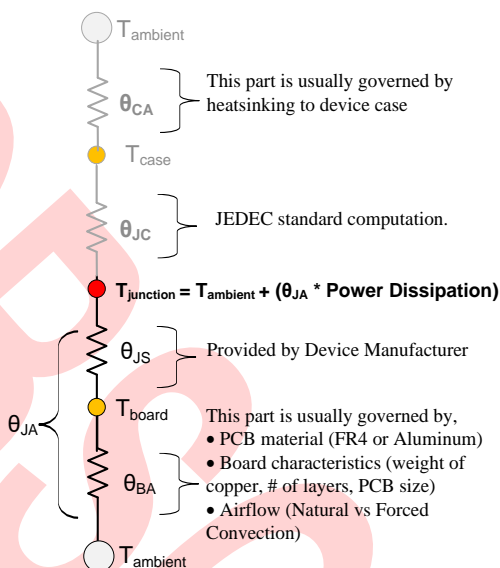 T ambient
θCA
This part is usually governed by
heatsinking to device case
T case
θJC
JEDEC standard computation.
Tjunction = Tambient + (θJA * Power Dissipation)
θJS
Provided by Device Manufacturer
θJA
Tboard
This part is usually governed by,
• PCB material (FR4 or Aluminum)
• Board characteristics (weight of
copper, # of layers, PCB size)
• Airflow (Natural vs Forced
Convection)
θBA
Tambient